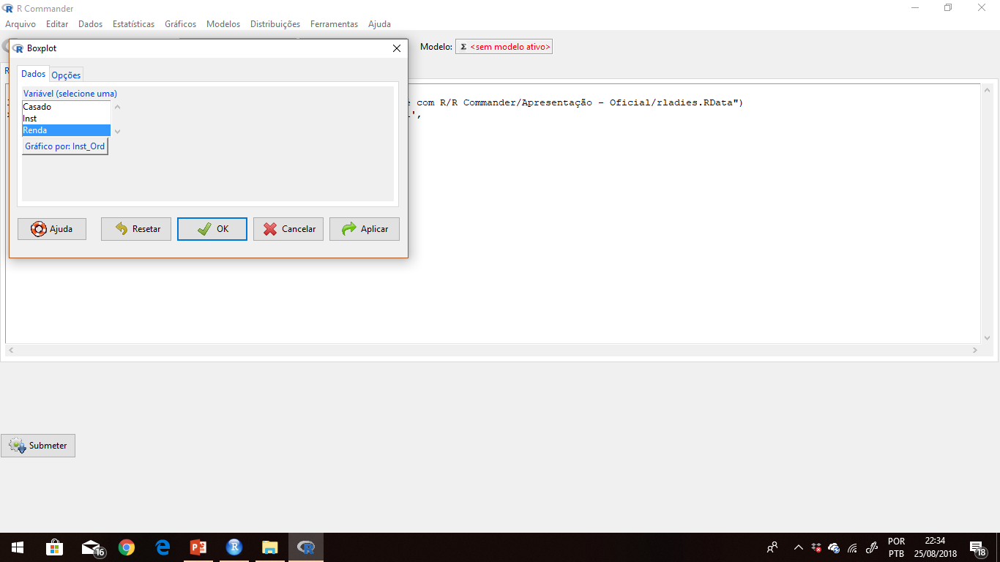 R Commander
Arquivo Editar Dados Estatísticas Gráficos Modelos Distribuições Ferramentas Ajuda
Boxplot
Modelo: Σ <sem modelo ativo>
Dados Opções
Variável (selecione uma)
Casado
Inst
Renda
Gráfico por: Inst_Ord
com R/R Commander/Apresentação - Oficial/rladies.RData")
',
Ajuda Resetar OK Cancelar Aplicar
Submeter
16
POR
PTB
22:34
25/08/2018
18